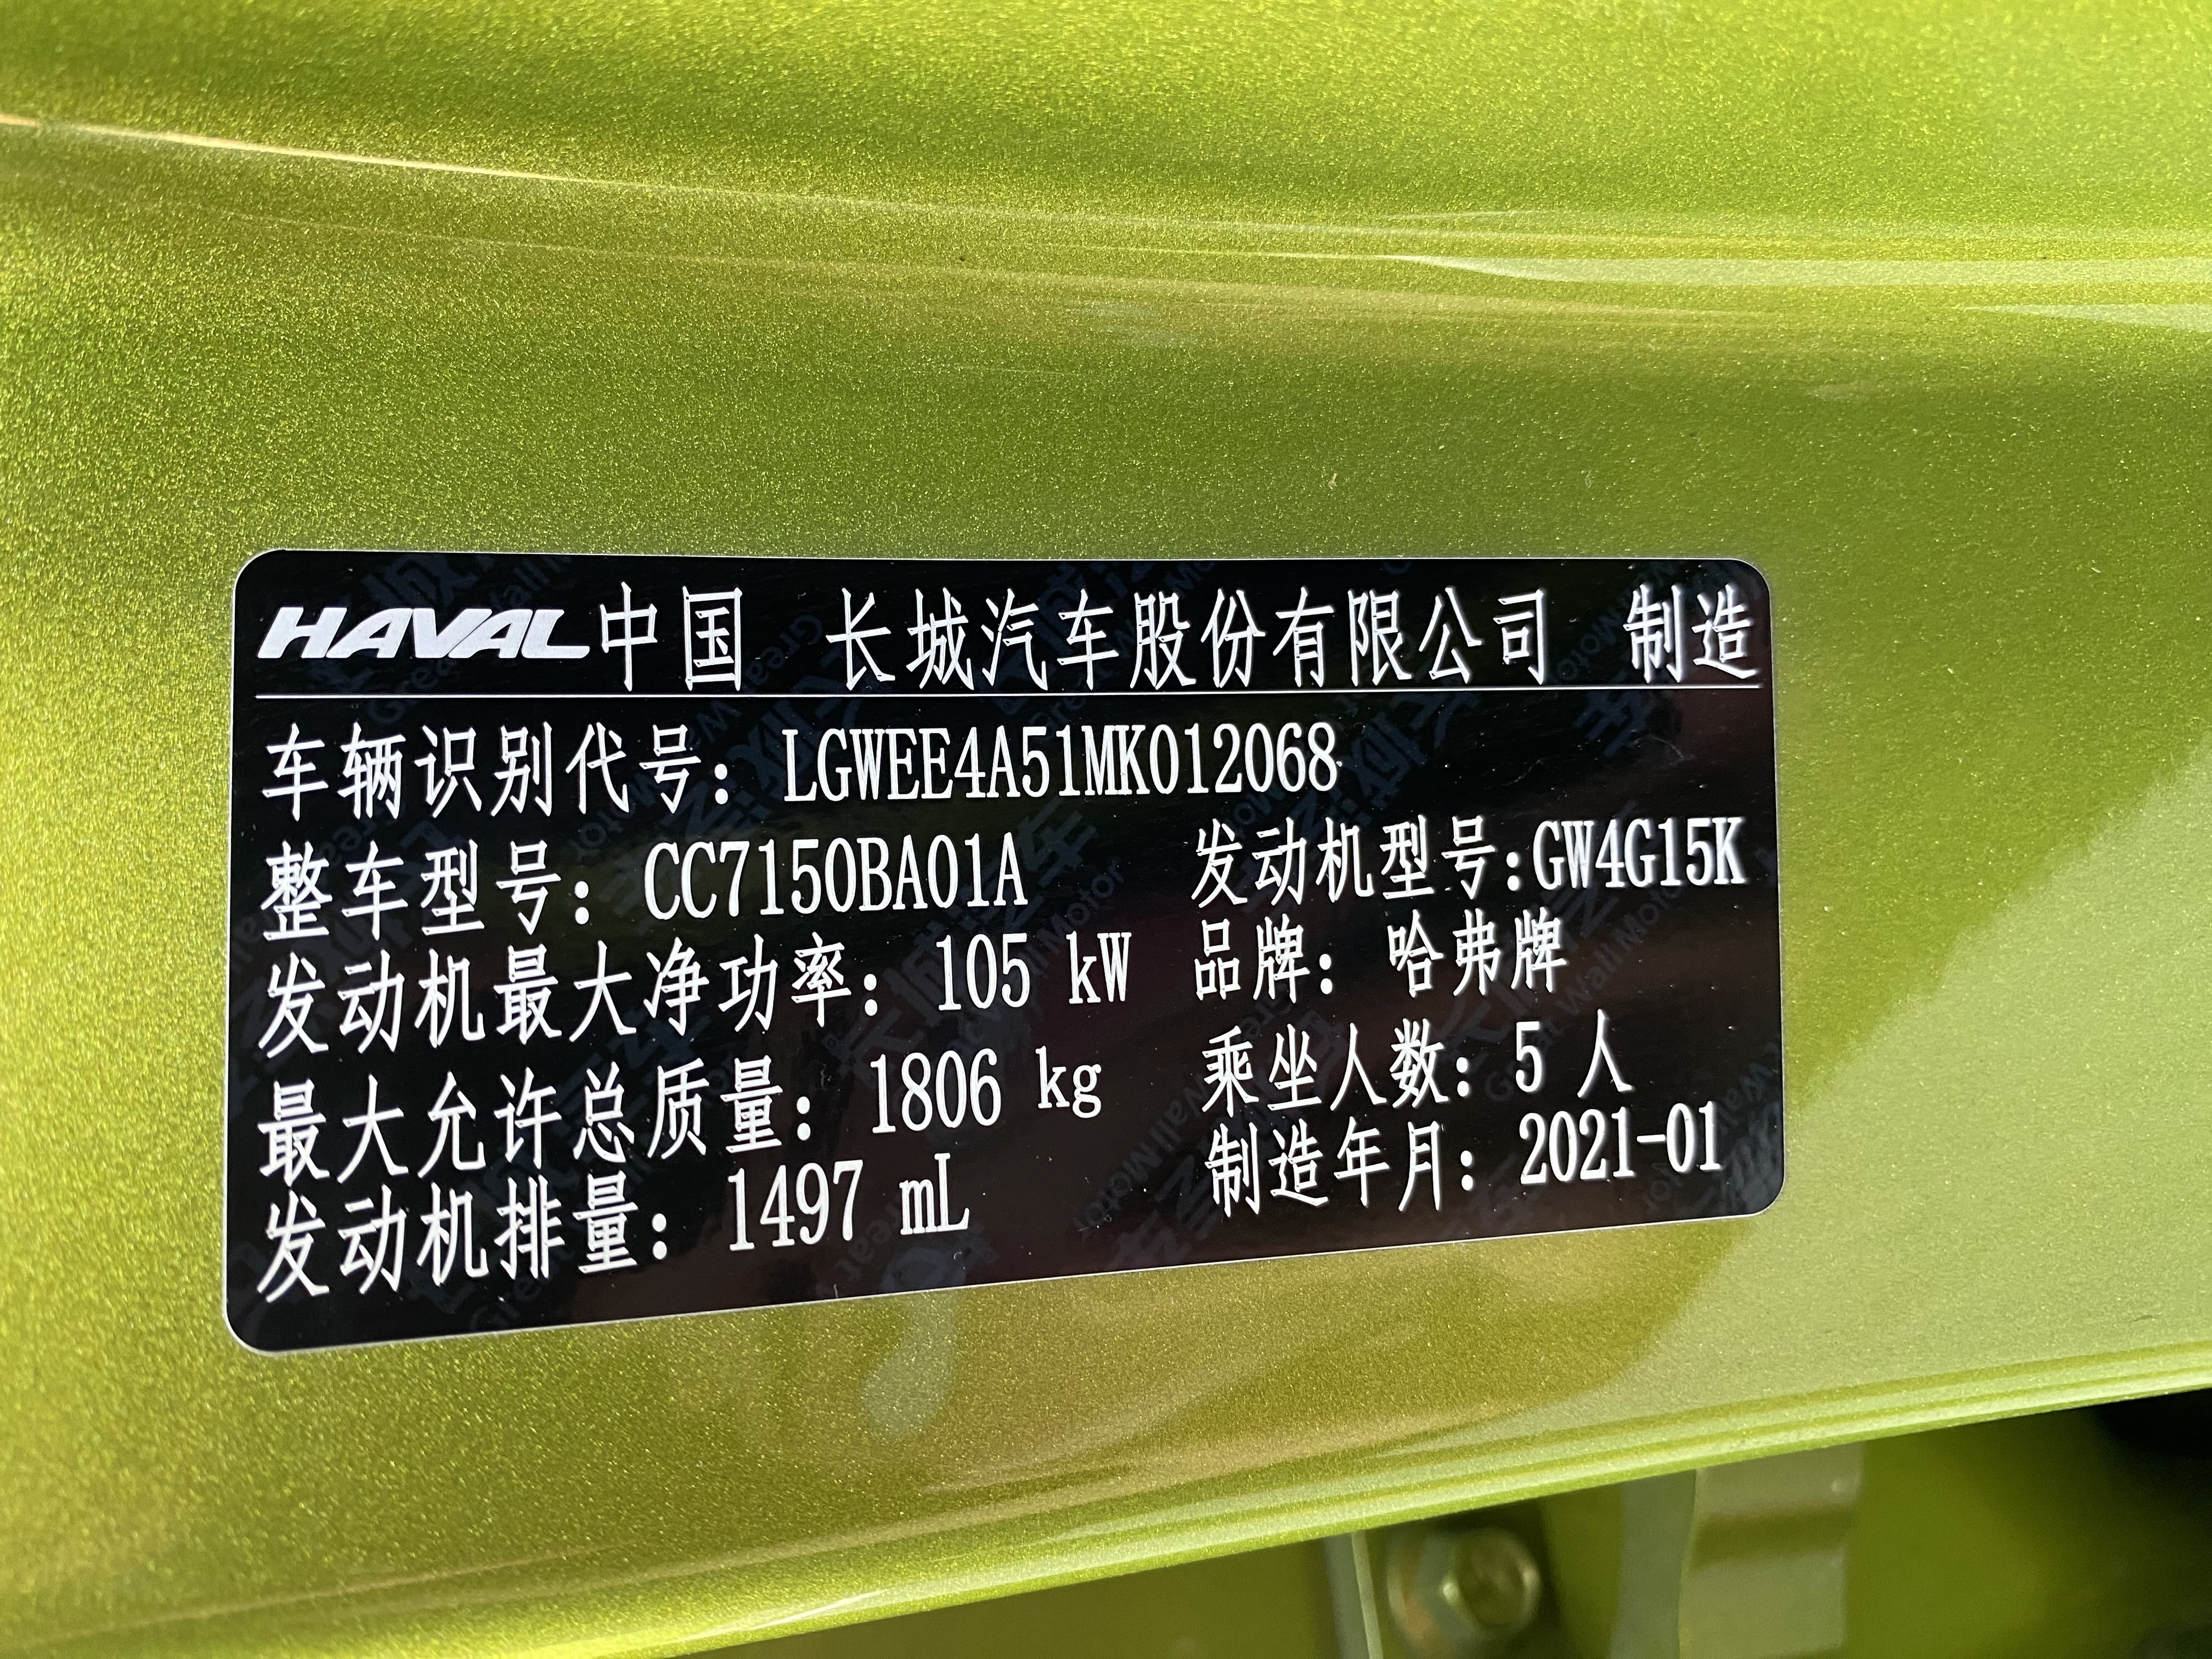 HAVAL中国 长城汽车股份有限公司 制造
车辆识别代号：LGWEE4A51MK012068
整车型号：CC7150BA01A 发动机型号:GW4G15K
发动机最大净功率：105 kW 品牌：哈弗牌
最大允许总质量：1806 kg 乘坐人数：5 人
发动机排量：1497 mL 制造年月：2021-01